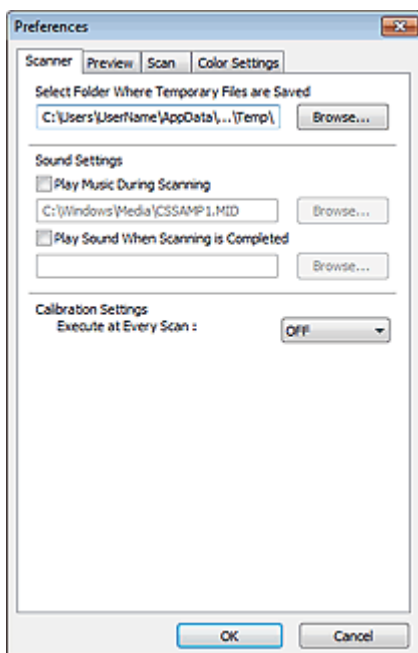 Preferences
Scanner Preview Scan Color Settings
Select Folder Where Temporary Files are Saved
C:\Users\UserName\AppData\...\Temp\ Browse...
Sound Settings
Play Music During Scanning
C:\Windows\Media\CSSAMP1.MID Browse...
Play Sound When Scanning is Completed
Browse...
Calibration Settings
Execute at Every Scan : OFF
OK Cancel